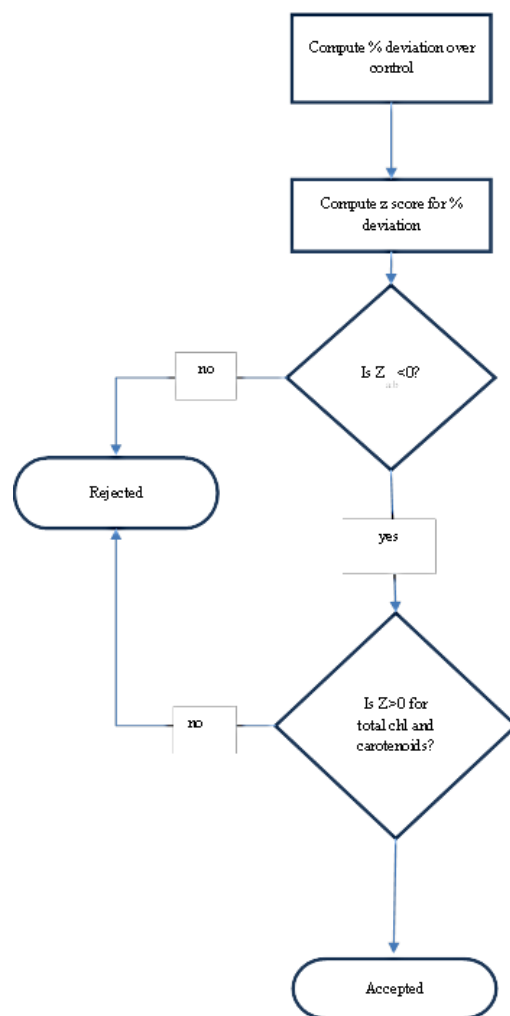 Compute % deviation over
control
Compute z score for %
deviation
Is Z <0?
no
Rejected
yes
Is Z>0 for
total chl and
carotenoids?
no
Accepted